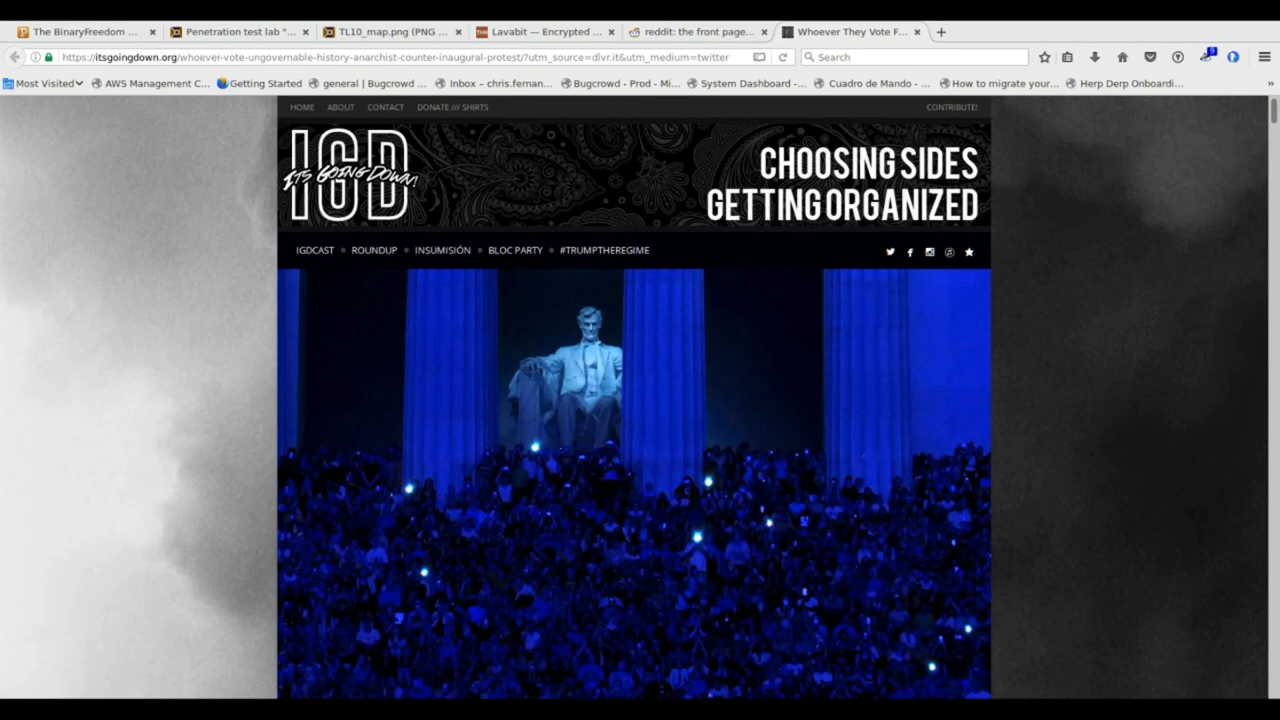 The BinaryFreedom ...
Penetration test lab "...
TL10_map.png (PNG ...
Lavabit — Encrypted ...
reddit: the front page...
Whoever They Vote F...
https://itsgoingdown.org/whoever-vote-ungovernable-history-anarchist-counter-inaugural-protest/?utm_source=dlvr.it&utm_medium=twitter
Search
3
Most Visited
AWS Management C...
Getting Started
general | Bugcrowd ...
Inbox – chris.fernan...
Bugcrowd - Prod - Mi...
System Dashboard -...
Cuadro de Mando - ...
How to migrate your...
Herp Derp Onboardi...
HOME ABOUT CONTACT DONATE /// SHIRTS
CONTRIBUTE!
IGD
ITS GOING DOWN
CHOOSING SIDES
GETTING ORGANIZED
IGDCAST ROUNDUP INSUMISIÓN BLOC PARTY #TRUMPTHEREGIME